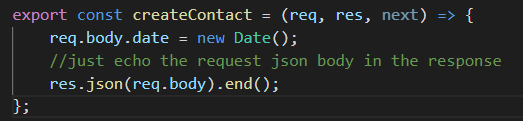 export const createContact = (req, res, next) => {
    req.body.date = new Date();
    //just echo the request json body in the response
    res.json(req.body).end();
};